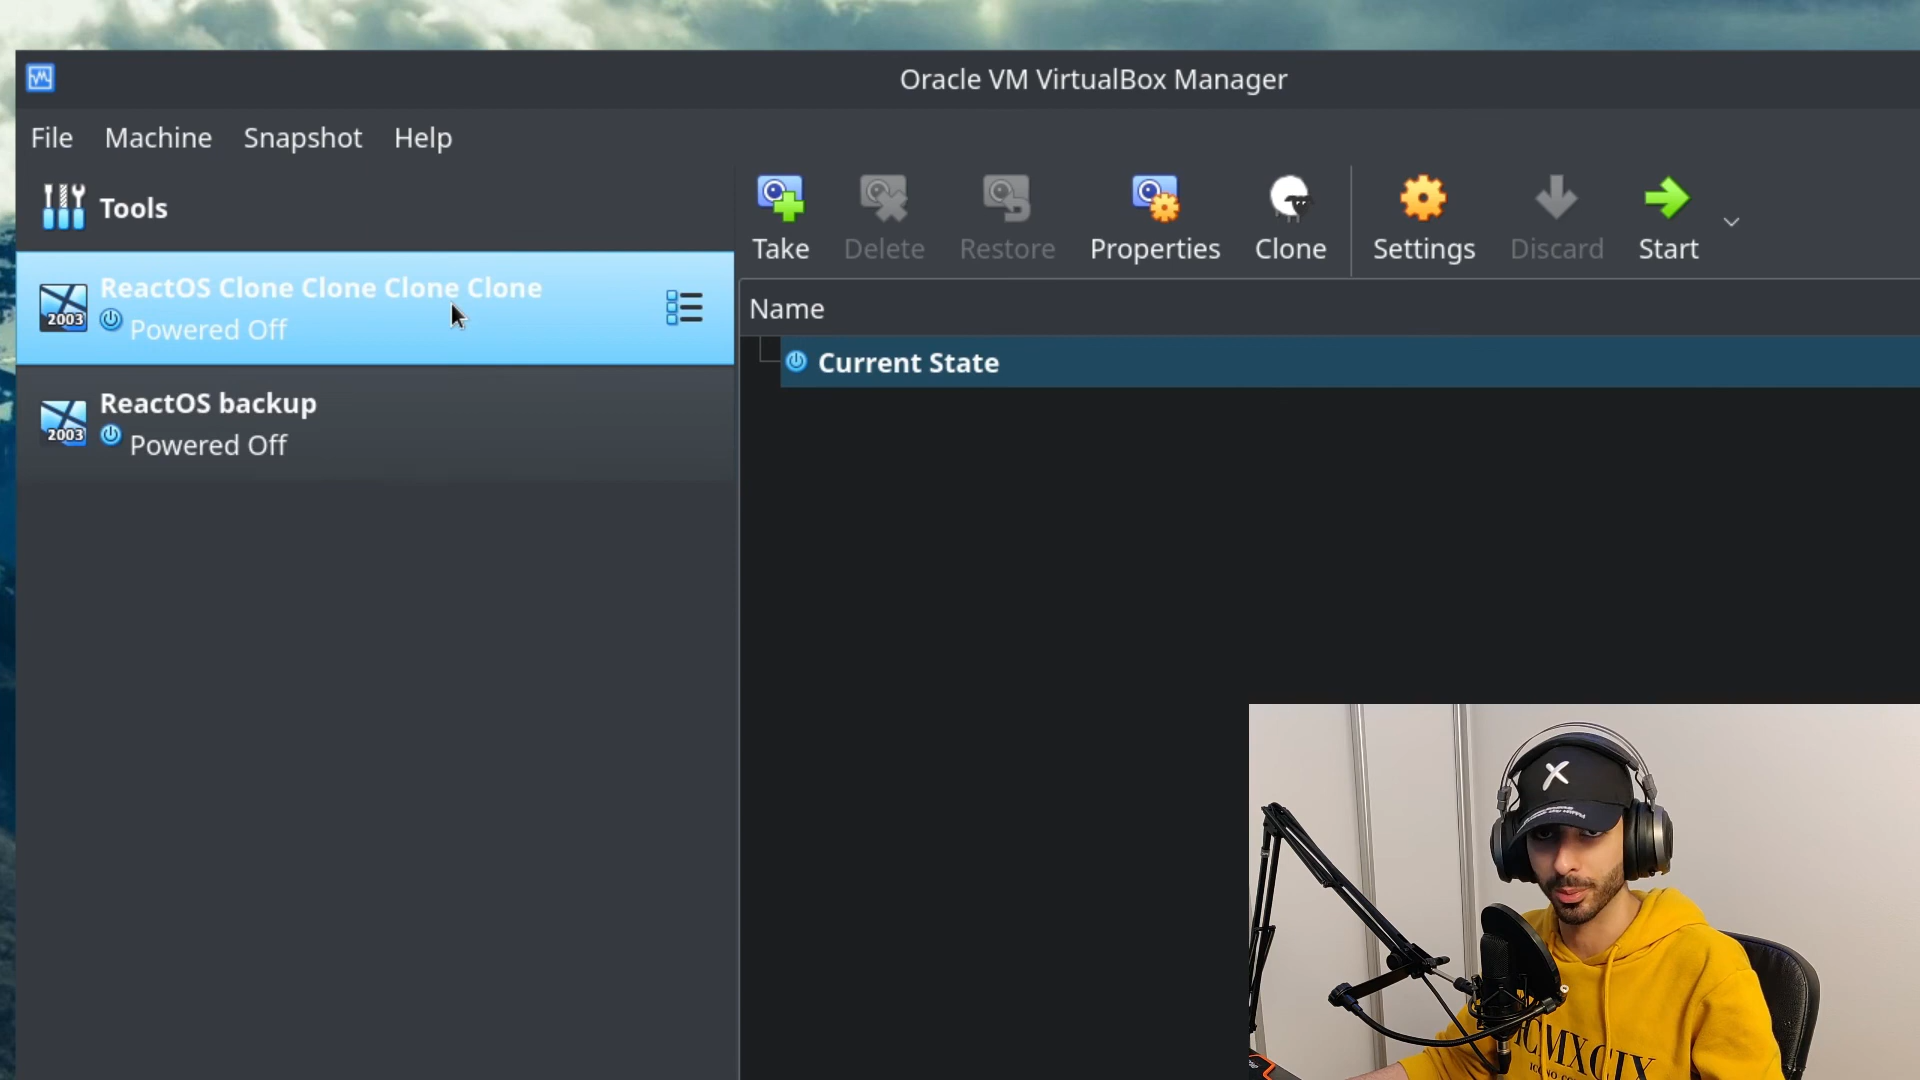 Oracle VM VirtualBox Manager
File Machine Snapshot Help
Tools
Take Delete Restore Properties Clone Settings Discard Start
ReactOS Clone Clone Clone Clone
2003
Powered Off
ReactOS backup
2003
Powered Off
Name
Current State
X
CMXCIX